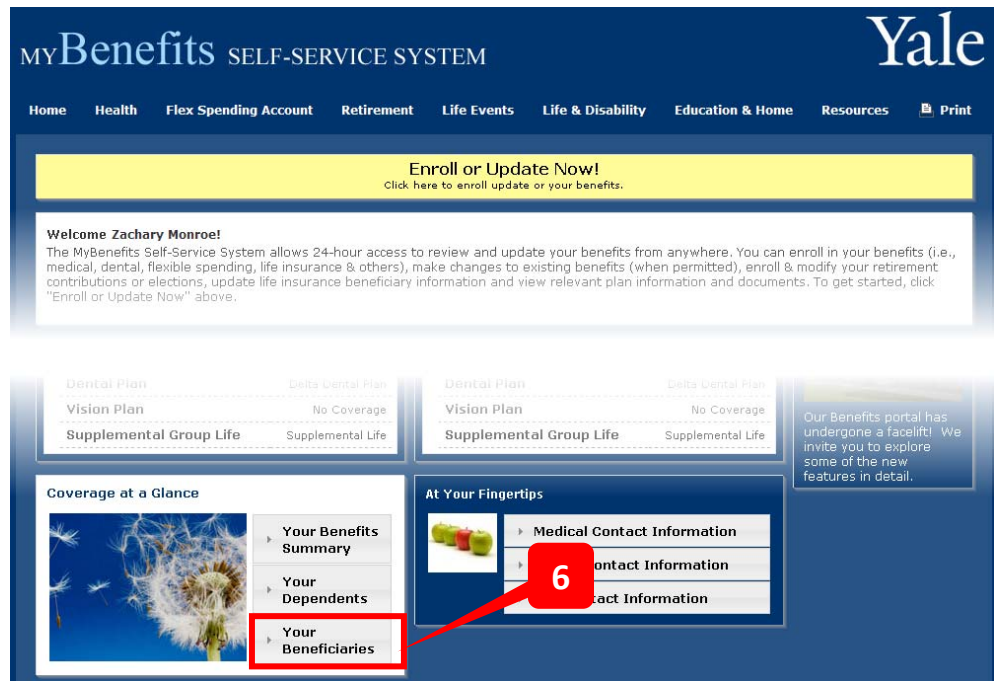 MYBenefits SELF-SERVICE SYSTEM
Yale
Home Health Flex Spending Account Retirement Life Events Life & Disability Education & Home Resources Print
Enroll or Update Now!
Click here to enroll update or your benefits.
Welcome Zachary Monroe!
The MyBenefits Self-Service System allows 24-hour access to review and update your benefits from anywhere. You can enroll in your benefits (i.e.,
medical, dental, flexible spending, life insurance & others), make changes to existing benefits (when permitted), enroll & modify your retirement
contributions or elections, update life insurance beneficiary information and view relevant plan information and documents. To get started, click
"Enroll or Update Now" above.
Dental Plan Delta Dental Plan
Vision Plan No Coverage
Supplemental Group Life Supplemental Life
Dental Plan Delta Dental Plan
Vision Plan No Coverage
Supplemental Group Life Supplemental Life
Our Benefits portal has
undergone a facelift! We
invite you to explore
some of the new
features in detail.
Coverage at a Glance
Your Benefits
Summary
Your
Dependents
Your
Beneficiaries
At Your Fingertips
Medical Contact Information
ontact Information
tact Information
6